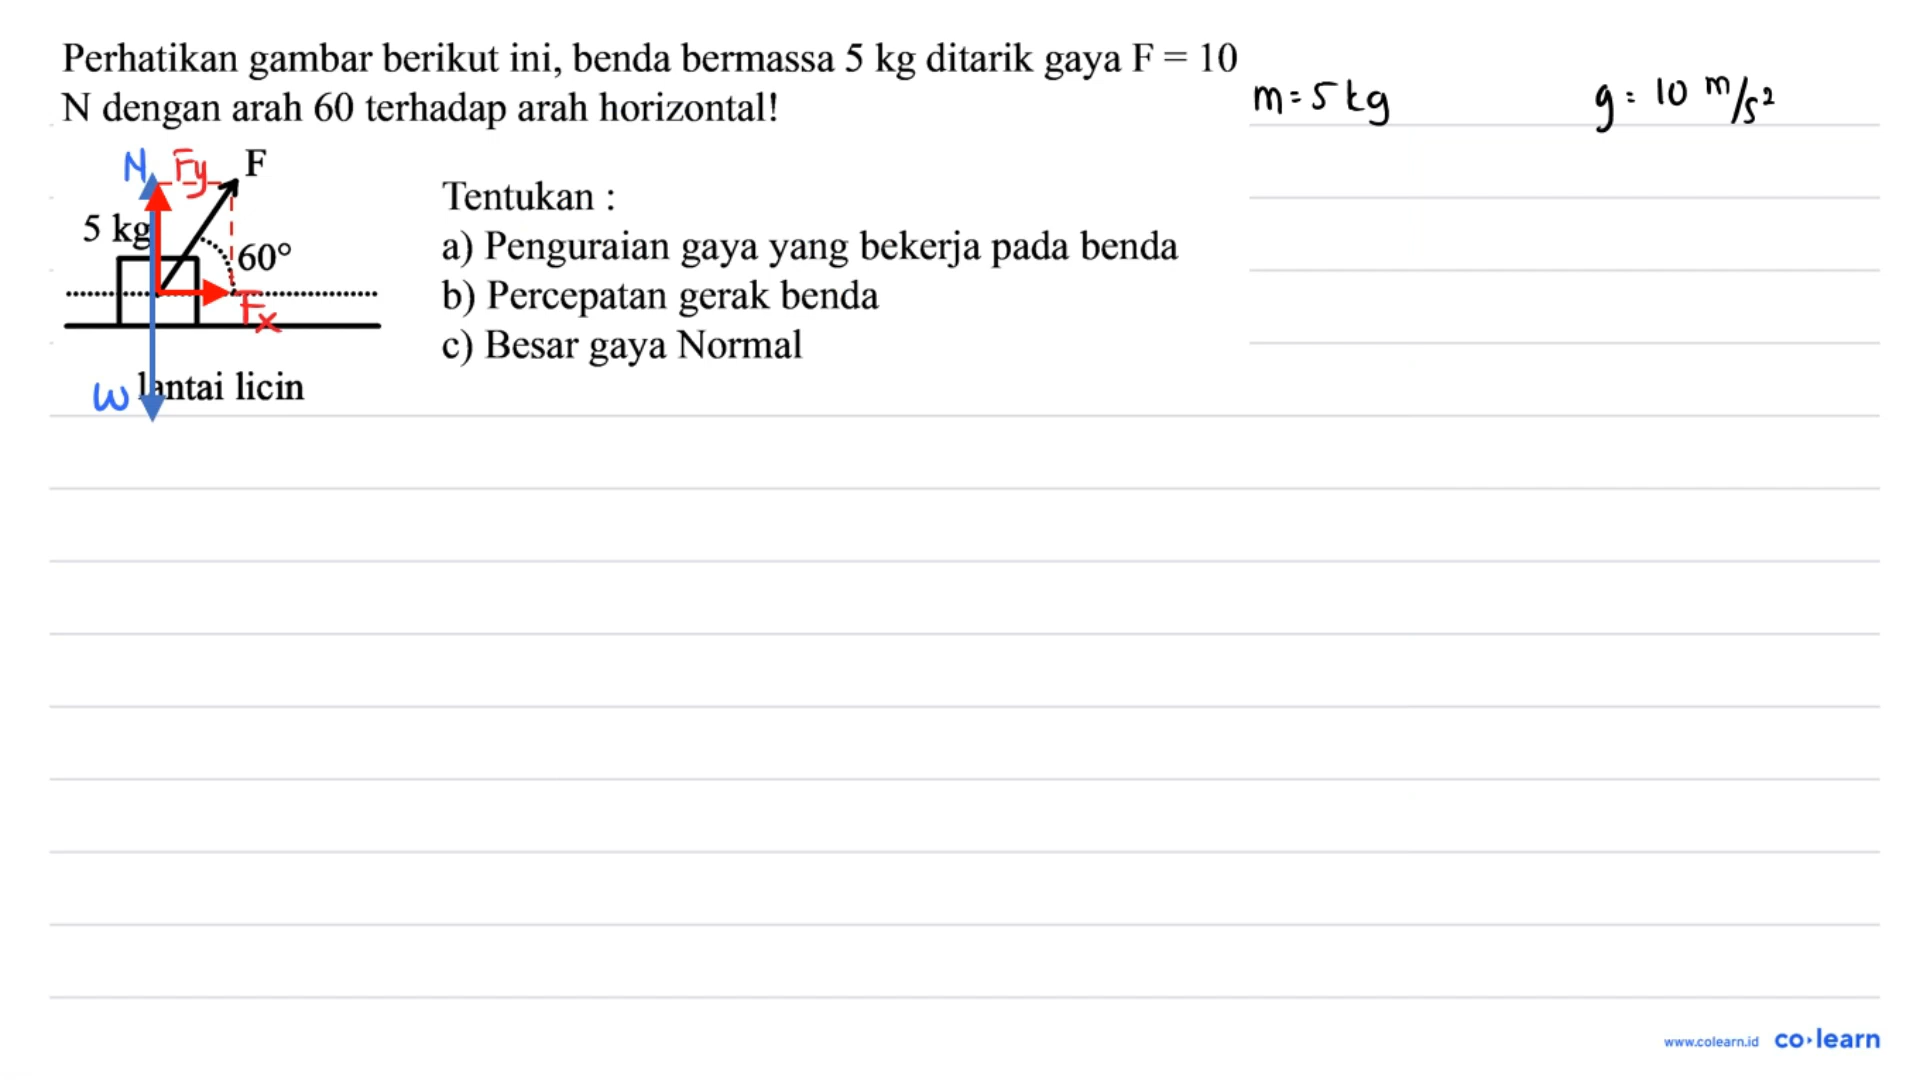 Perhatikan gambar berikut ini, benda bermassa 5 kg ditarik gaya F = 10
N dengan arah 60 terhadap arah horizontal!
m = 5 kg
g = 10 m/s²
N Fy F
5 kg
60°
Fx
W lantai licin
Tentukan :
a) Penguraian gaya yang bekerja pada benda
b) Percepatan gerak benda
c) Besar gaya Normal
www.colearn.id co learn